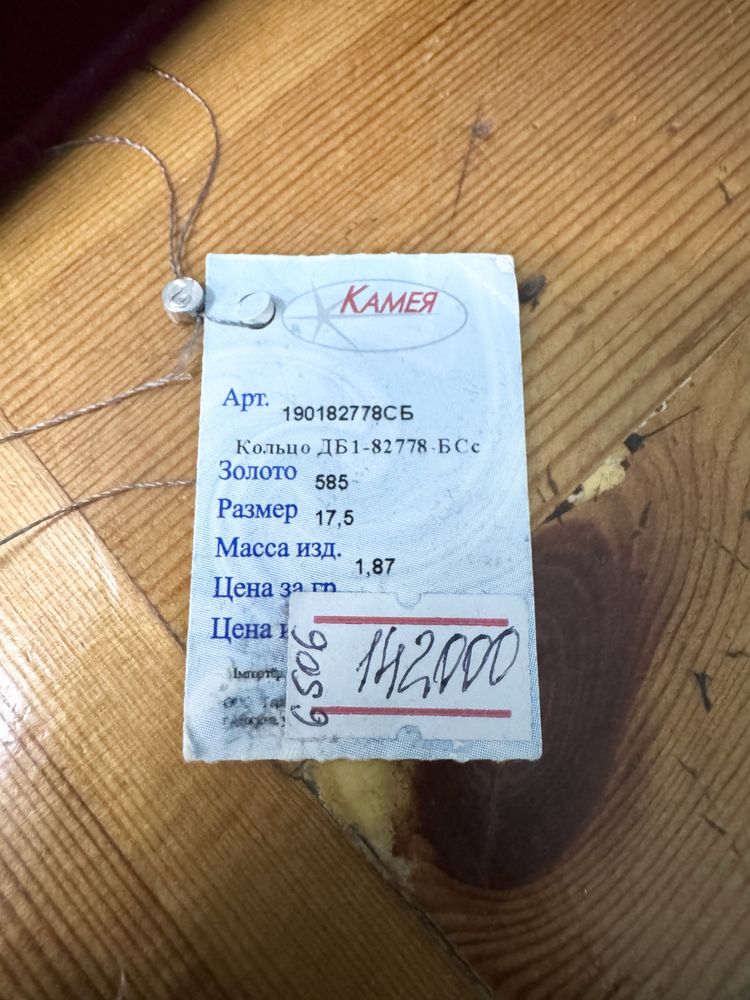 КАМЕЯ
Арт. 190182778СБ
Кольцо ДБ1-82778-БСс
Золото 585
Размер 17,5
Масса изд. 1,87
Цена за гр
Цена
142000
6506